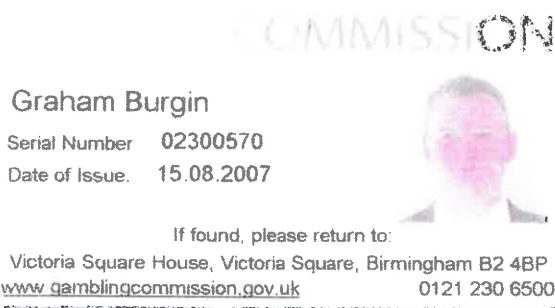 COMMISSION
Graham Burgin
Serial Number 02300570
Date of Issue. 15.08.2007
If found, please return to:
Victoria Square House, Victoria Square, Birmingham B2 4BP
www gamblingcommission.gov.uk 0121 230 6500